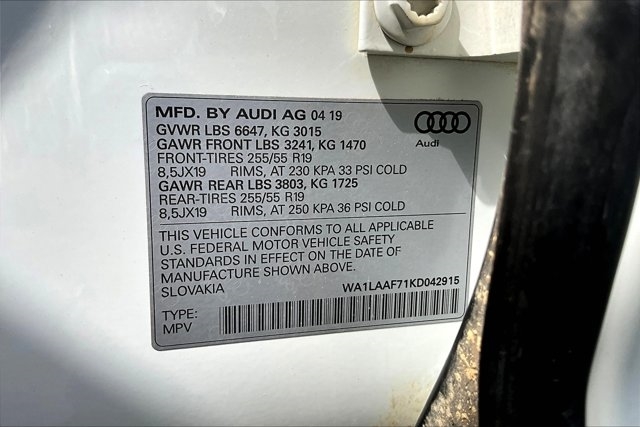 MFD. BY AUDI AG 04 19
GVWR LBS 6647, KG 3015
GAWR FRONT LBS 3241, KG 1470
FRONT-TIRES 255/55 R19
8,5JX19 RIMS, AT 230 KPA 33 PSI COLD
GAWR REAR LBS 3803, KG 1725
REAR-TIRES 255/55 R19
8,5JX19 RIMS, AT 250 KPA 36 PSI COLD
Audi
THIS VEHICLE CONFORMS TO ALL APPLICABLE
U.S. FEDERAL MOTOR VEHICLE SAFETY
STANDARDS IN EFFECT ON THE DATE OF
MANUFACTURE SHOWN ABOVE.
SLOVAKIA WA1LAAF71KD042915
TYPE:
MPV